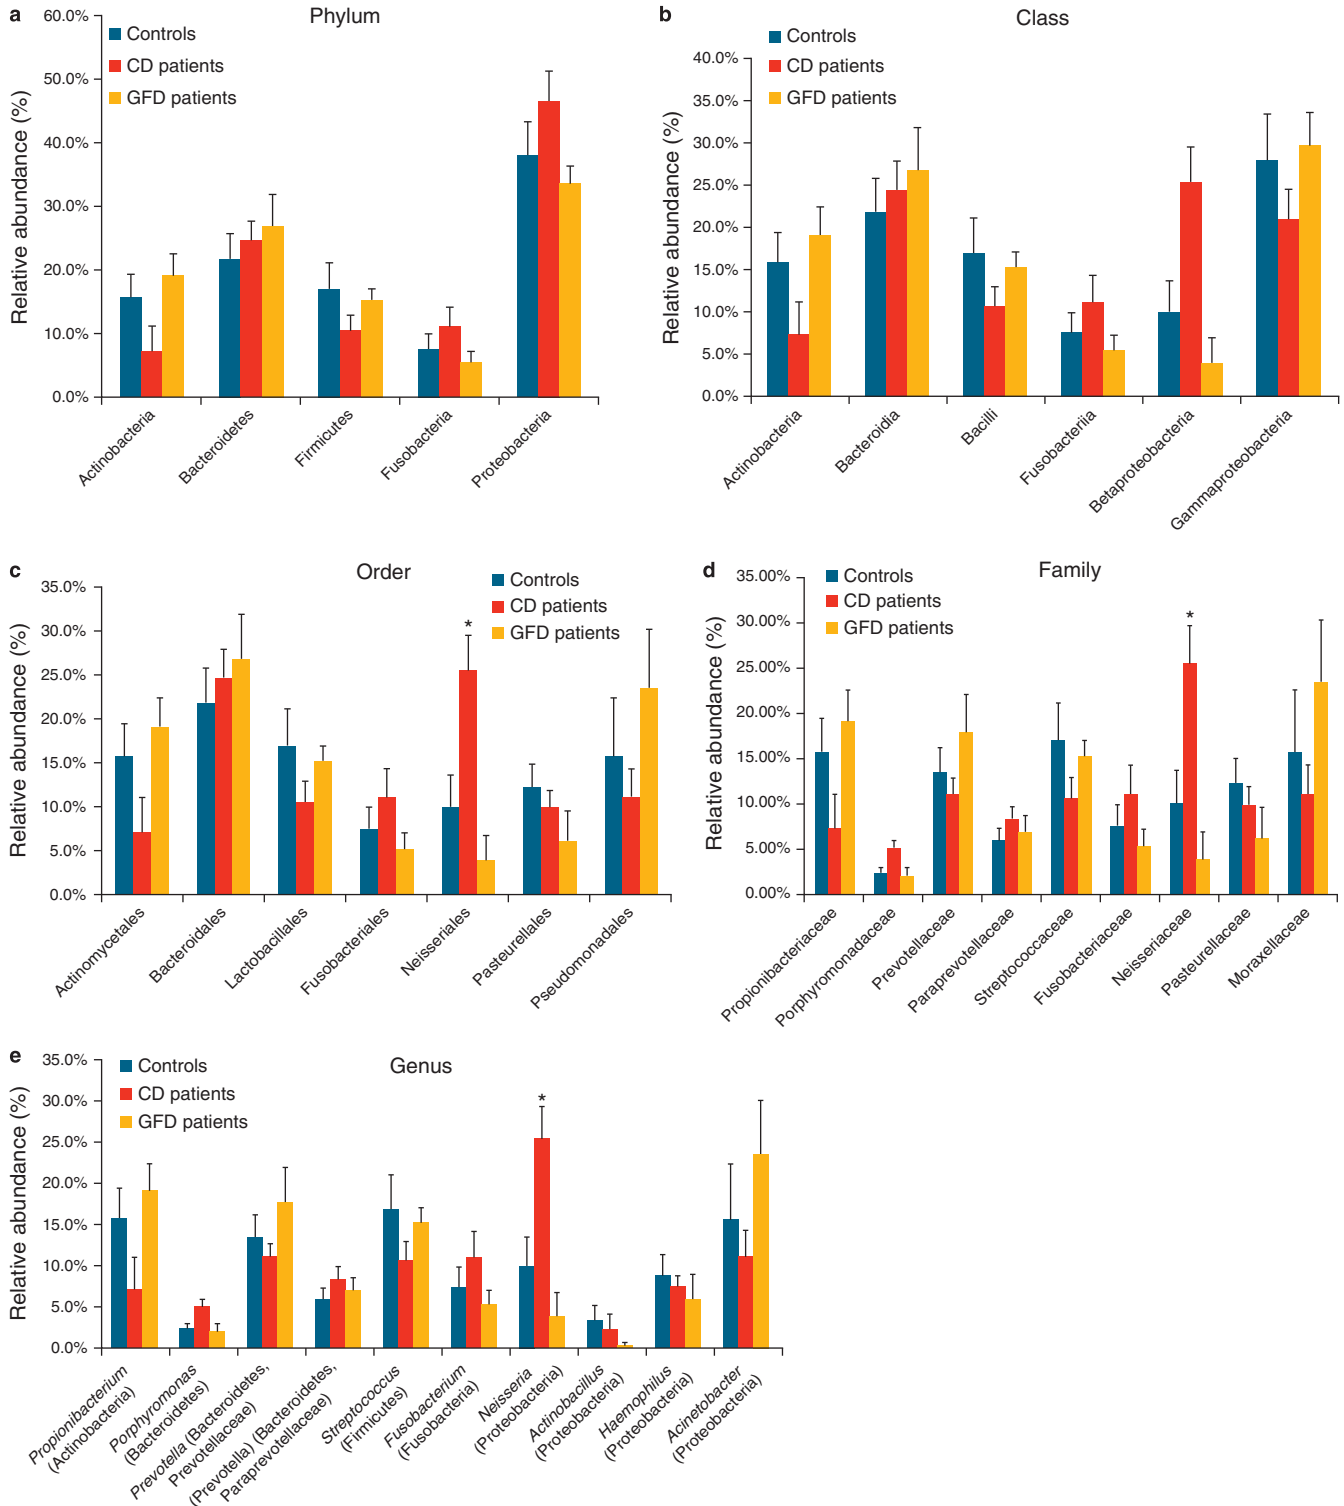 a
Phylum
Controls
CD patients
GFD patients
Relative abundance (%)
60.0%
50.0%
40.0%
30.0%
20.0%
10.0%
0.0%
Actinobacteria
Bacteroidetes
Firmicutes
Fusobacteria
Proteobacteria
b
Class
Controls
CD patients
GFD patients
Relative abundance (%)
40.0%
35.0%
30.0%
25.0%
20.0%
15.0%
10.0%
5.0%
0.0%
Actinobacteria
Bacteroidia
Bacilli
Fusobacteriia
Betaproteobacteria
Gammaproteobacteria
c
Order
Controls
CD patients
GFD patients
Relative abundance (%)
35.0%
30.0%
25.0%
20.0%
15.0%
10.0%
5.0%
0.0%
*
Actinomycetales
Bacteroidales
Lactobacillales
Fusobacteriales
Neisseriales
Pasteurellales
Pseudomonadales
d
Family
Controls
CD patients
GFD patients
Relative abundance (%)
35.00%
30.00%
25.00%
20.00%
15.00%
10.00%
5.00%
0.00%
*
Propionibacteriaceae
Porphyromonadaceae
Prevotellaceae
Paraprevotellaceae
Streptococcaceae
Fusobacteriaceae
Neisseriaceae
Pasteurellaceae
Moraxellaceae
e
Genus
Controls
CD patients
GFD patients
Relative abundance (%)
35.0%
30.0%
25.0%
20.0%
15.0%
10.0%
5.0%
0.0%
*
Propionibacterium
(Actinobacteria)
Porphyromonas
(Bacteroidetes)
Prevotella (Bacteroidetes,
Prevotellaceae)
(Prevotella) (Bacteroidetes,
Paraprevotellaceae)
Streptococcus
(Firmicutes)
Fusobacterium
(Fusobacteria)
Neisseria
(Proteobacteria)
Actinobacillus
(Proteobacteria)
Haemophilus
(Proteobacteria)
Acinetobacter
(Proteobacteria)